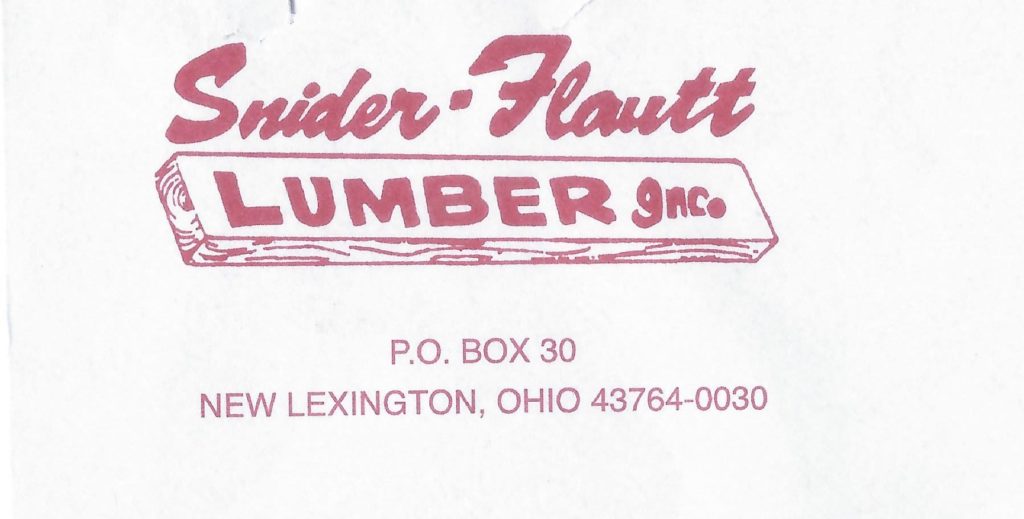 Snider-Flautt
LUMBER Inc.
P.O. BOX 30
NEW LEXINGTON, OHIO 43764-0030